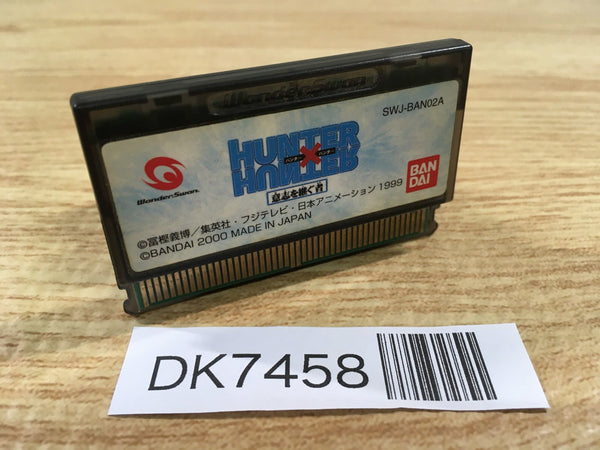 WonderSwan
SWJ-BAN02A
HUNTER
ハンター×ハンター
HUNTER
意志を継ぐ者
WonderSwan
BAN
DAI
©冨樫義博／集英社・フジテレビ・日本アニメーション 1999
©BANDAI 2000 MADE IN JAPAN
DK7458